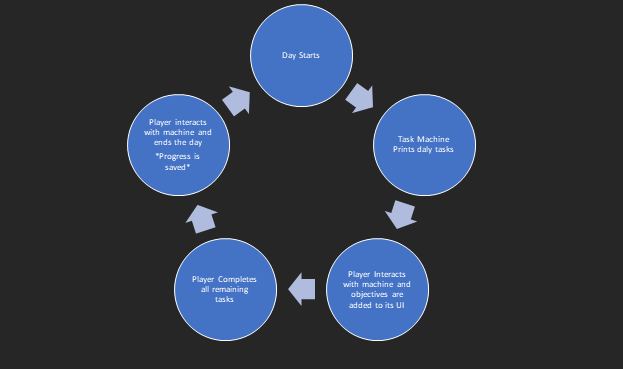 Day Starts
Task Machine
Prints daly tasks
Player Interacts
with machine and
objectives are
added to its UI
Player Completes
all remaining
tasks
Player interacts
with machine and
ends the day
*Progress is
saved*